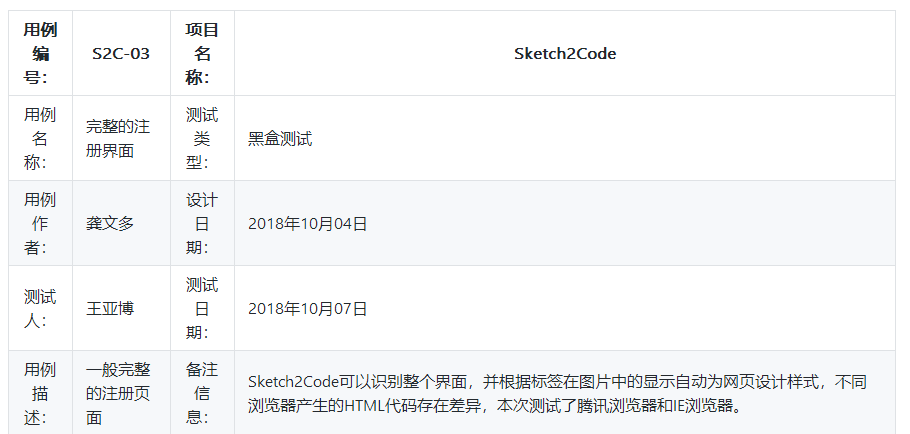 用例编号： S2C-03 项目名称： Sketch2Code
用例名称： 完整的注册界面 测试类型： 黑盒测试
用例作者： 龚文多 设计日期： 2018年10月04日
测试人： 王亚博 测试日期： 2018年10月07日
用例描述： 一般完整的注册页面 备注信息： Sketch2Code可以识别整个界面，并根据标签在图片中的显示自动为网页设计样式，不同
浏览器产生的HTML代码存在差异，本次测试了腾讯浏览器和IE浏览器。